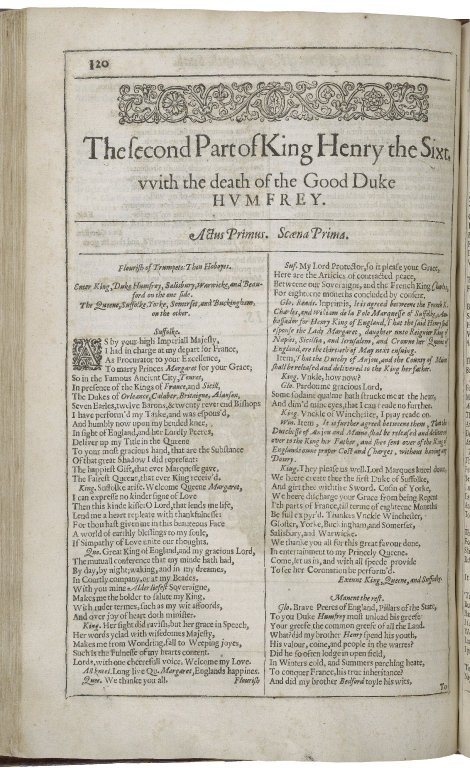 120
The second Part of King Henry the Sixt,
vvith the death of the Good Duke
HVMFREY.
Actus Primus. Scœna Prima.
Flourish of Trumpets: Then Hoboyes.
Enter King, Duke Humfrey, Salisbury, Warwicke, and Beau-
ford on the one side.
The Queene, Suffolke, Yorke, Somerset, and Buckingham,
on the other.
Suffolke.
AS by your high Imperiall Maiesty,
I had in charge at my depart for France,
As Procurator to your Excellence,
To marry Princes Margaret for your Grace;
So in the Famous Ancient City, Toures,
In presence of the Kings of France, and Sicill,
The Dukes of Orleance, Calaber, Britaigne, Alanson,
Seuen Earles, twelue Barons, & twenty reuerend Bishops
I haue perform'd my Taske, and was espous'd,
And humbly now vpon my bended knee,
In sight of England, and her Lordly Peeres,
Deliuer vp my Title in the Queene
To your most gracious hand, that are the Substance
Of that great Shadow I did represent:
The happiest Gift, that euer Marquesse gaue,
The Fairest Queene, that euer King receiu'd.
King. Suffolke arise. Welcome Queene Margaret,
I can expresse no kinder signe of Loue
Then this kinde kisse: O Lord, that lends me life,
Lend me a heart repleate with thankfulnesse:
For thou hast giuen me in this beauteous Face
A world of earthly blessings to my soule,
If Simpathy of Loue vnite our thoughts.
Que. Great King of England, and my gracious Lord,
The mutuall conference that my minde hath had,
By day, by night; waking, and in my dreames,
In Courtly company, or at my Beades,
With you mine Alder liefest Soueraigne,
Makes me the bolder to salute my King,
With ruder termes, such as my wit affoords,
And ouer ioy of heart doth minister.
King. Her sight did rauish, but her grace in Speech,
Her words yclad with wisedomes Maiesty,
Makes me from Wondring, fall to Weeping ioyes,
Such is the Fulnesse of my hearts content.
Lords, with one cheerefull voice, Welcome my Loue.
All kneel. Long liue Qu. Margaret, Englands happines.
Que. We thanke you all. Flourish
Suf. My Lord Protector, so it please your Grace,
Heere are the Articles of contracted peace,
Betweene our Soueraigne, and the French King Charles,
For eighteene moneths concluded by consent.
Glo. Reads. Inprimis, It is agreed betweene the French K.
Charles, and William de la Pole Marquesse of Suffolke, Am-
bassador for Henry King of England, That the said Henry shal
espouse the Lady Margaret, daughter vnto Reignier King of
Naples, Sicillia, and Ierusalem, and Crowne her Queene of
England, ere the thirtieth of May next ensuing.
Item, That the Dutchy of Aniou, and the County of Main,
shall be released and deliuered to the King her father.
King. Vnkle, how now?
Glo. Pardon me gracious Lord,
Some sodaine qualme hath strucke me at the heart,
And dim'd mine eyes, that I can reade no further.
King. Vnckle of Winchester, I pray reade on.
Win. Item, It is further agreed betweene them, That the
Dutchesse of Aniou and Maine, shall be released and deliuered
ouer to the King her Father, and shee sent ouer of the King of
Englands owne proper Cost and Charges, without hauing any
Dowry.
King. They please vs well. Lord Marques kneel down,
We heere create thee the first Duke of Suffolke,
And girt thee with the Sword. Cosin of Yorke,
We heere discharge your Grace from being Regent
I'th parts of France, till terme of eighteene Moneths
Be full expyr'd. Thankes Vncle Winchester,
Gloster, Yorke, Buckingham, and Somerset,
Salisbury, and Warwicke.
We thanke you all for this great fauour done,
In entertainment to my Princely Queene.
Come, let vs in, and with all speede prouide
To see her Coronation be perform'd.
Exeunt King, Queene, and Suffolke.
Manent the rest.
Glo. Braue Peeres of England, Pillars of the State,
To you Duke Humfrey must vnload his greefe:
Your greefe, the common greefe of all the Land.
What? did my brother Henry spend his youth,
His valour, coine, and people in the warres?
Did he so often lodge in open field,
In Winters cold, and Summers parching heate,
To conquer France, his true inheritance?
And did my brother Bedford toyle his wits,
To